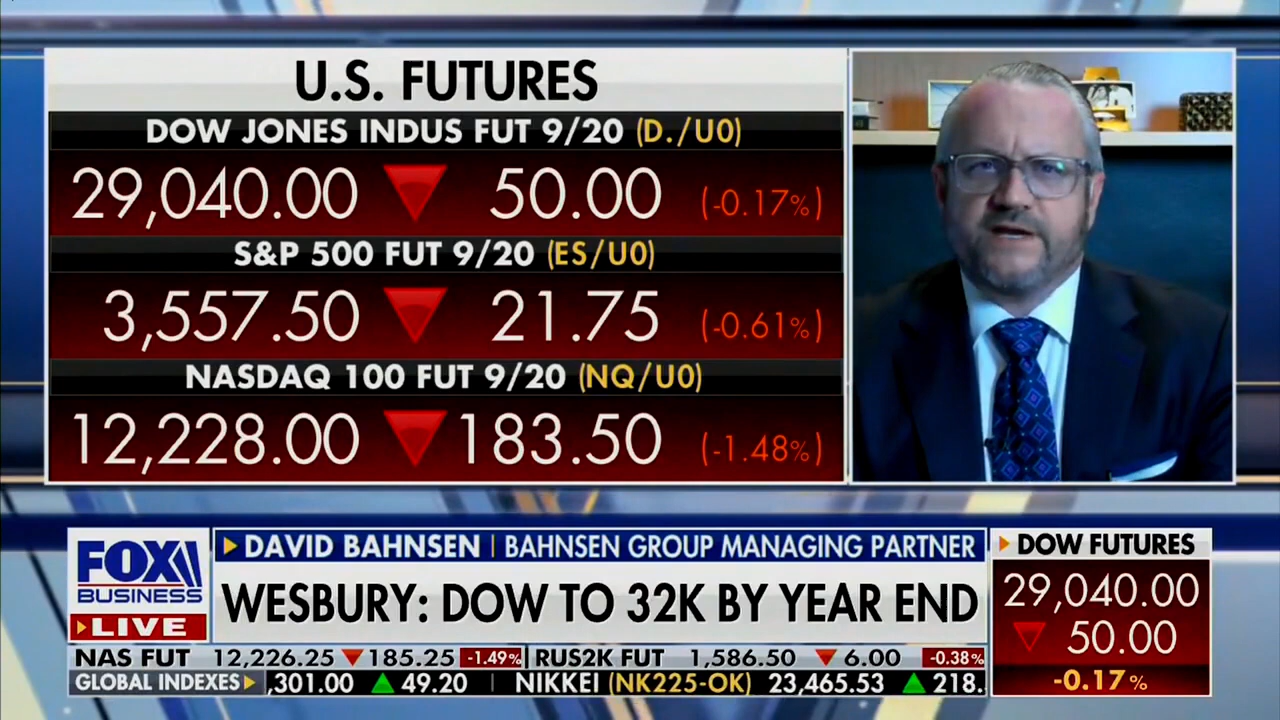 U.S. FUTURES
DOW JONES INDUS FUT 9/20 (D./U0)
29,040.00 ▼ 50.00 (-0.17%)
S&P 500 FUT 9/20 (ES/U0)
3,557.50 ▼ 21.75 (-0.61%)
NASDAQ 100 FUT 9/20 (NQ/U0)
12,228.00 ▼ 183.50 (-1.48%)
FOX
BUSINESS
LIVE
DAVID BAHNSEN | BAHNSEN GROUP MANAGING PARTNER
WESBURY: DOW TO 32K BY YEAR END
DOW FUTURES
29,040.00
▼ 50.00
-0.17%
NAS FUT 12,226.25 ▼ 185.25 -1.49% RUS2K FUT 1,586.50 ▼ 6.00 -0.38%
GLOBAL INDEXES ,301.00 ▲ 49.20 | NIKKEI (NK225-OK) 23,465.53 ▲ 218.